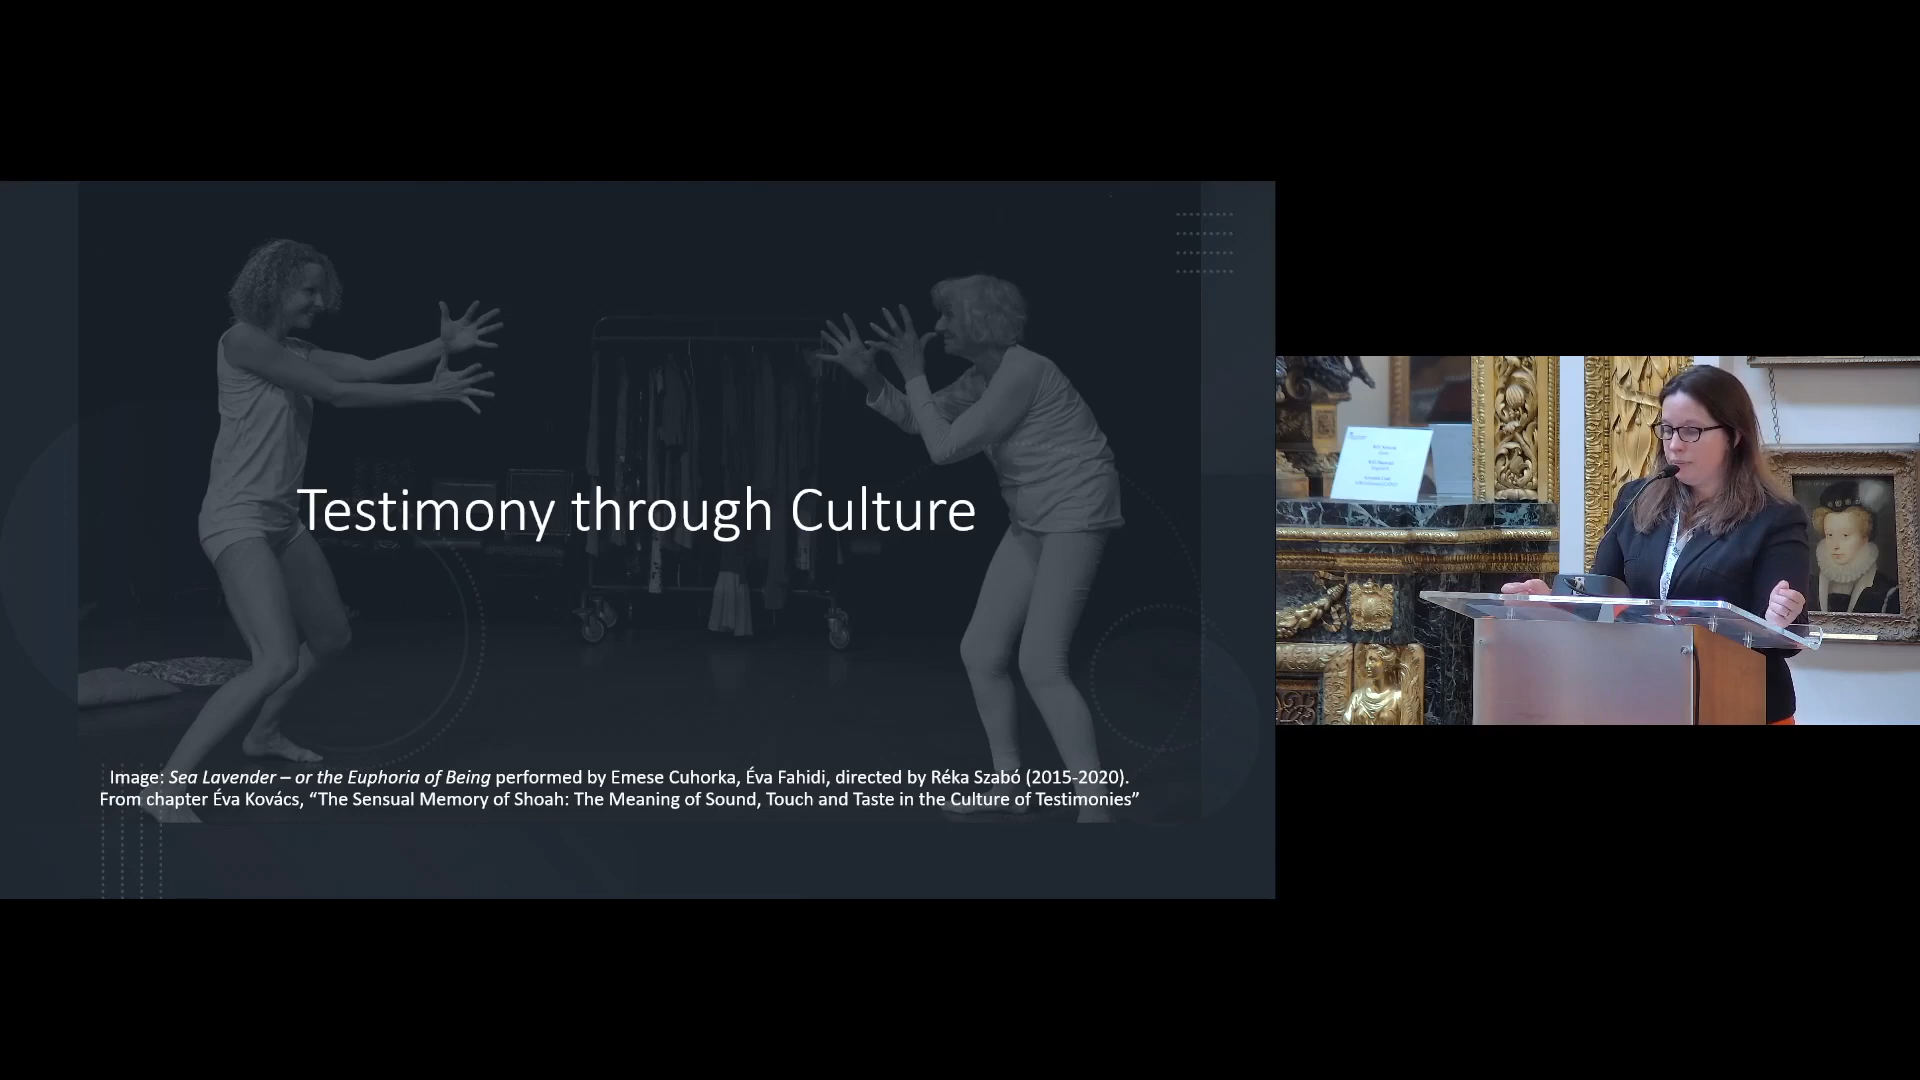 Testimony through Culture
Image: Sea Lavender – or the Euphoria of Being performed by Emese Cuhorka, Éva Fahidi, directed by Réka Szabó (2015-2020).
From chapter Éva Kovács, “The Sensual Memory of Shoah: The Meaning of Sound, Touch and Taste in the Culture of Testimonies”